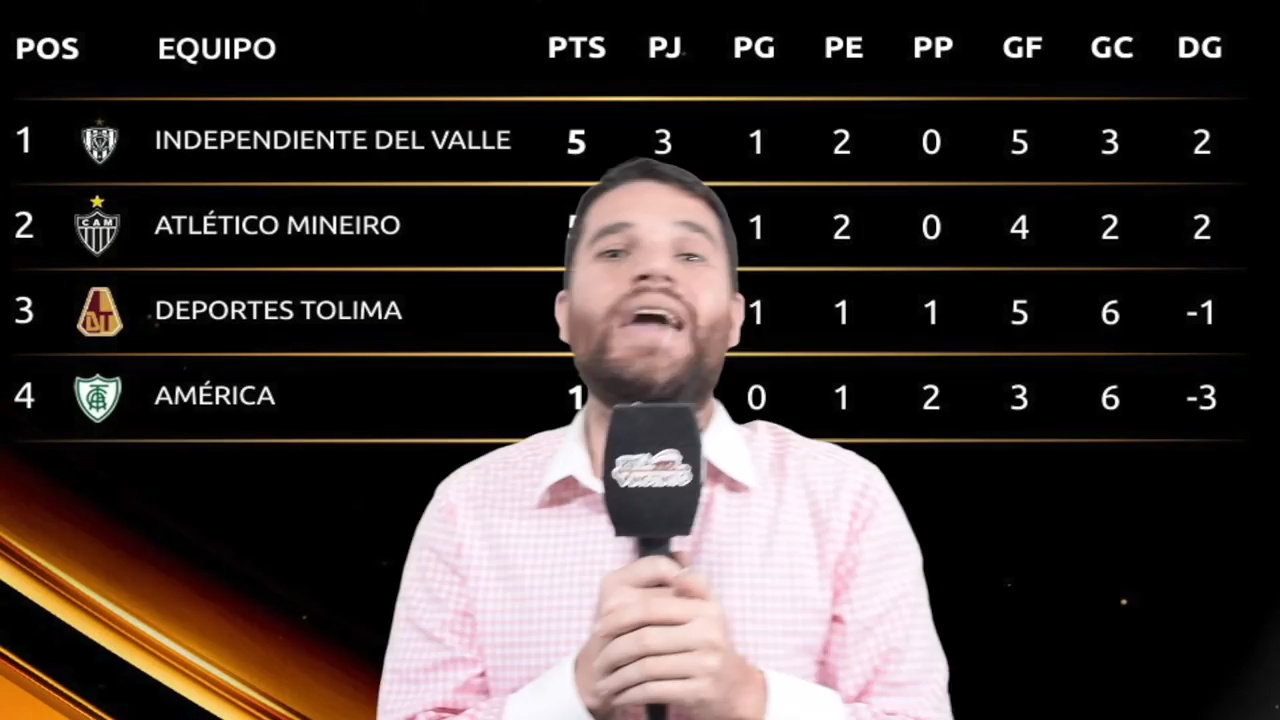 POS EQUIPO PTS PJ PG PE PP GF GC DG
1 INDEPENDIENTE DEL VALLE 5 3 1 2 0 5 3 2
2 CAM ATLÉTICO MINEIRO 1 2 0 4 2 2
3 DT DEPORTES TOLIMA 1 1 1 5 6 -1
4 AMÉRICA 1 0 1 2 3 6 -3